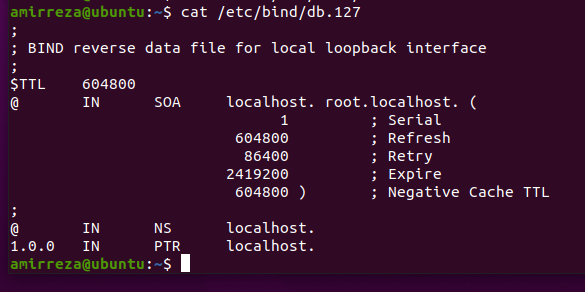 amirreza@ubuntu:~$ cat /etc/bind/db.127
;
; BIND reverse data file for local loopback interface
;
$TTL    604800
@       IN      SOA     localhost. root.localhost. (
                              1         ; Serial
                         604800         ; Refresh
                          86400         ; Retry
                        2419200         ; Expire
                         604800 )       ; Negative Cache TTL
;
@       IN      NS      localhost.
1.0.0   IN      PTR     localhost.
amirreza@ubuntu:~$